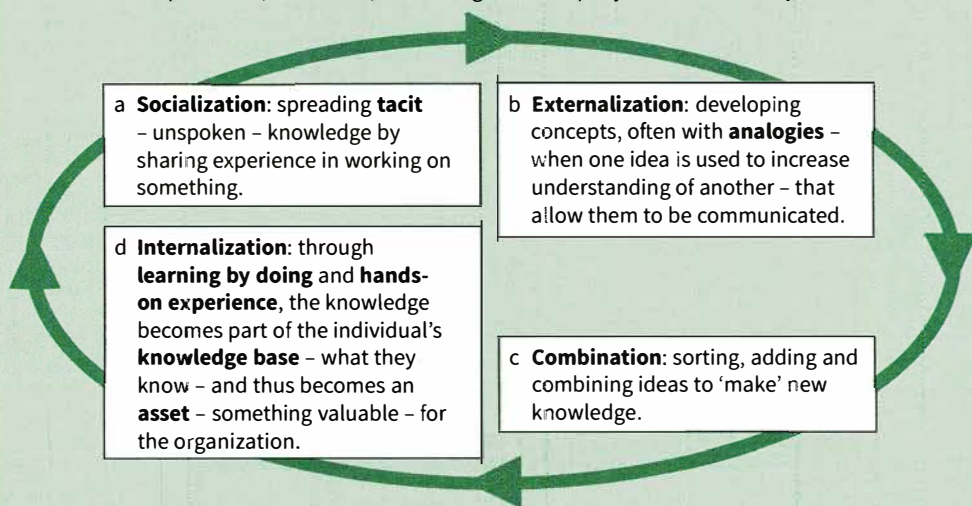 a Socialization: spreading tacit
– unspoken – knowledge by
sharing experience in working on
something.
b Externalization: developing
concepts, often with analogies –
when one idea is used to increase
understanding of another – that
allow them to be communicated.
d Internalization: through
learning by doing and hands-
on experience, the knowledge
becomes part of the individual's
knowledge base – what they
know – and thus becomes an
asset – something valuable – for
the organization.
c Combination: sorting, adding and
combining ideas to 'make' new
knowledge.